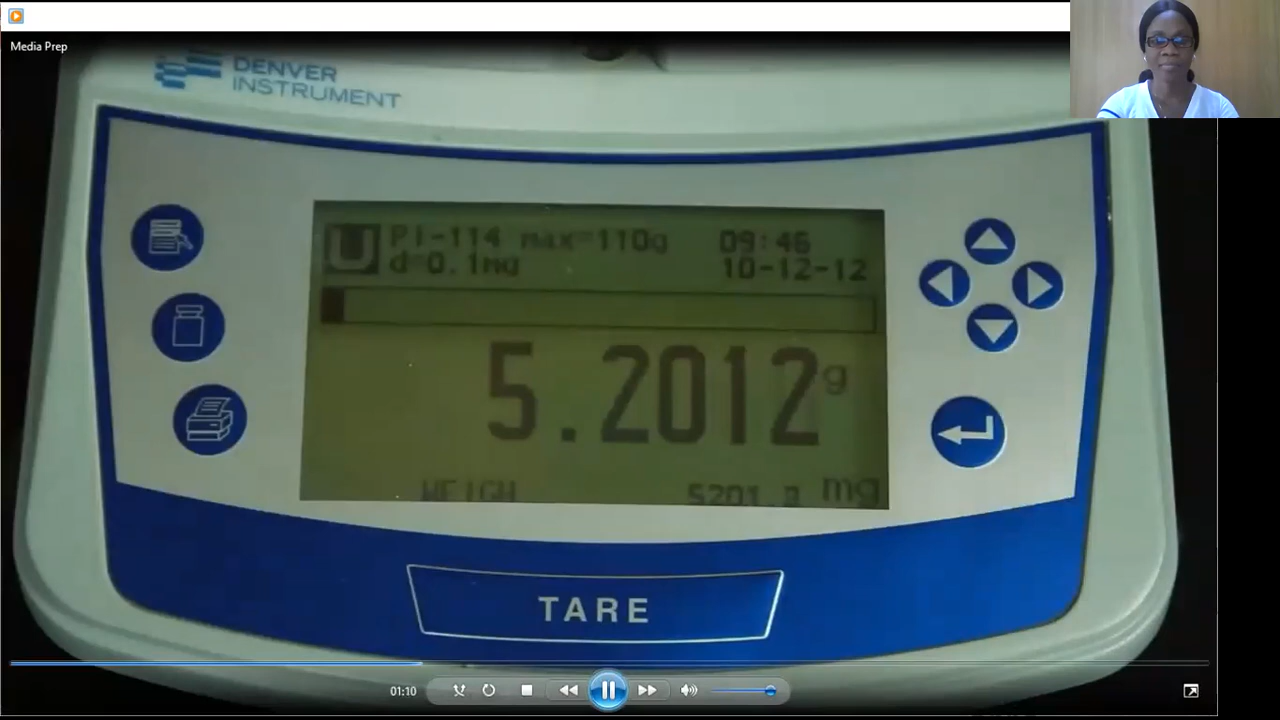 Media Prep
DENVER
INSTRUMENT
U
PI-114 max=110g 09:46
d=0.1mg 10-12-12
5.2012g
WEIGH mg
TARE
01:10